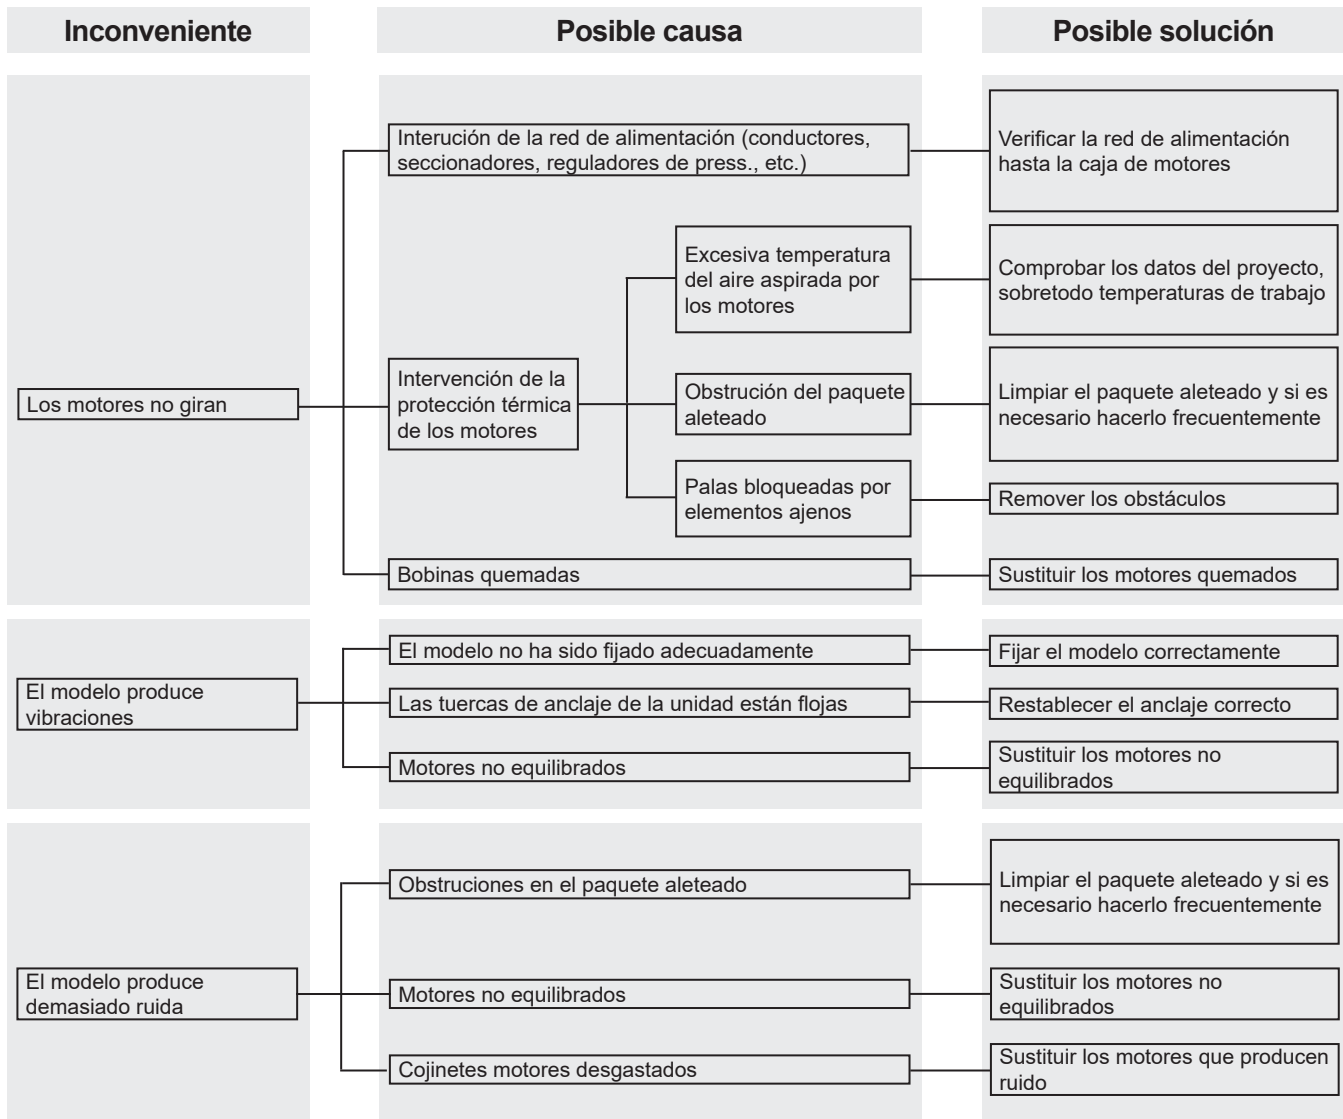 Inconveniente
Posible causa
Posible solución
Interución de la red de alimentación (conductores,
seccionadores, reguladores de press., etc.)
Verificar la red de alimentación
hasta la caja de motores
Excesiva temperatura
del aire aspirada por
los motores
Comprobar los datos del proyecto,
sobretodo temperaturas de trabajo
Los motores no giran
Intervención de la
protección térmica
de los motores
Obstrución del paquete
aleteado
Limpiar el paquete aleteado y si es
necesario hacerlo frecuentemente
Palas bloqueadas por
elementos ajenos
Remover los obstáculos
Bobinas quemadas
Sustituir los motores quemados
El modelo produce
vibraciones
El modelo no ha sido fijado adecuadamente
Fijar el modelo correctamente
Las tuercas de anclaje de la unidad están flojas
Restablecer el anclaje correcto
Motores no equilibrados
Sustituir los motores no
equilibrados
El modelo produce
demasiado ruida
Obstruciones en el paquete aleteado
Limpiar el paquete aleteado y si es
necesario hacerlo frecuentemente
Motores no equilibrados
Sustituir los motores no
equilibrados
Cojinetes motores desgastados
Sustituir los motores que producen
ruido